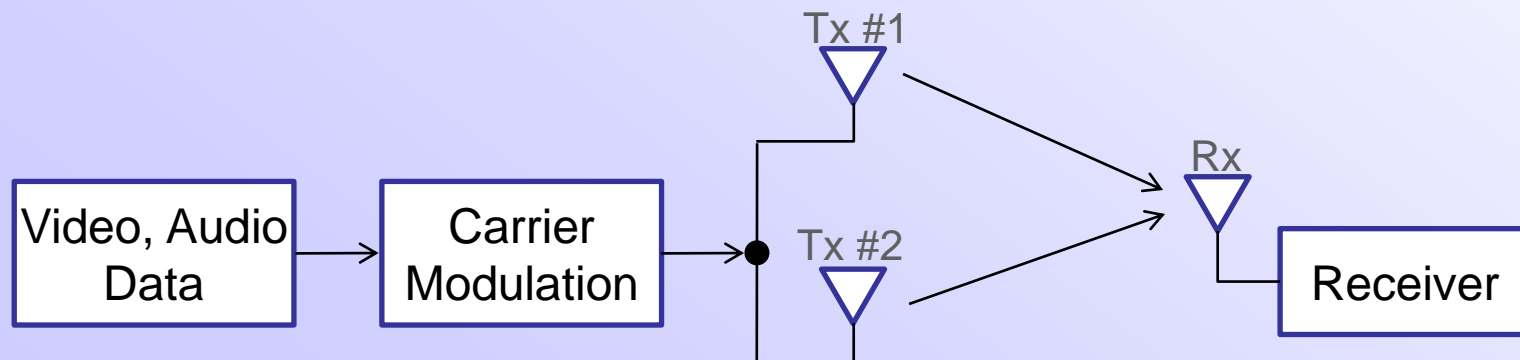 Tx #1
Rx
Video, Audio
Data
Carrier
Modulation
Tx #2
Receiver